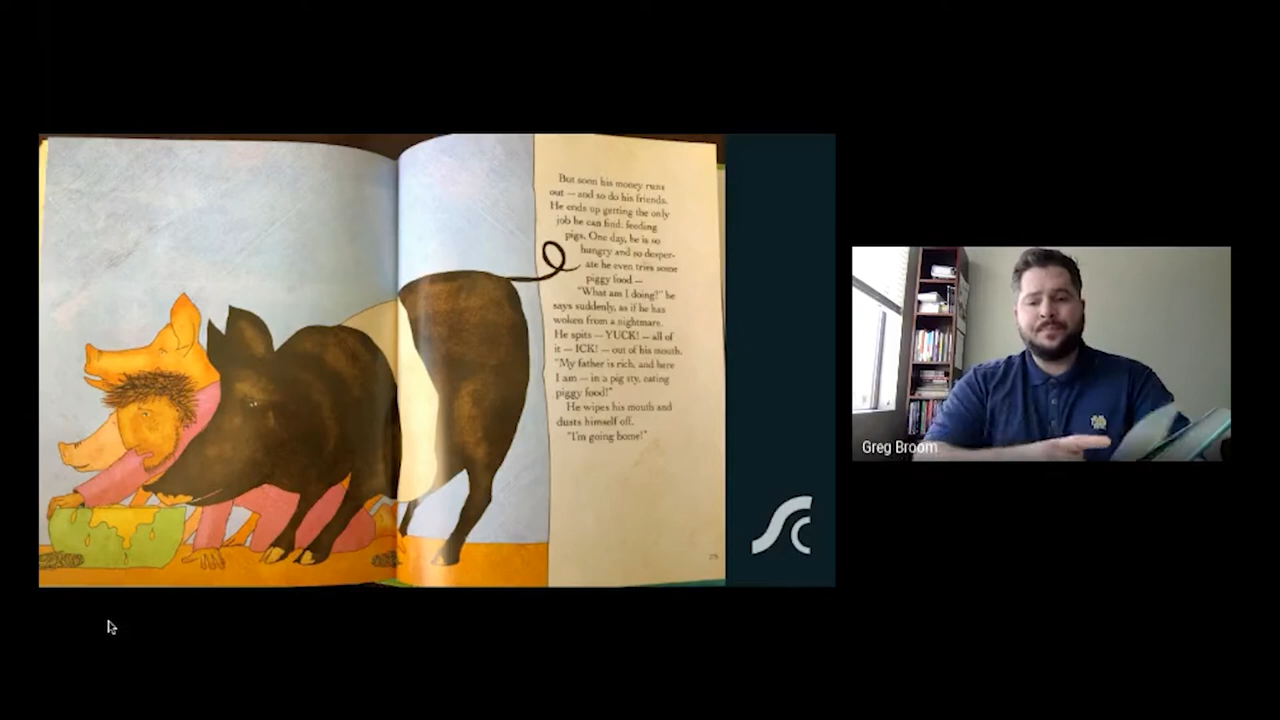 But soon his money runs
out — and so do his friends.
He ends up getting the only
job he can find, feeding
pigs. One day, he is so
hungry and so desper-
ate he even tries some
piggy food —
"What am I doing?" he
says suddenly, as if he has
woken from a nightmare.
He spits — YUCK! — all of
it — ICK! — out of his mouth.
"My father is rich, and here
I am — in a pig sty, eating
piggy food!"
He wipes his mouth and
dusts himself off.
"I'm going home!"
Greg Broom